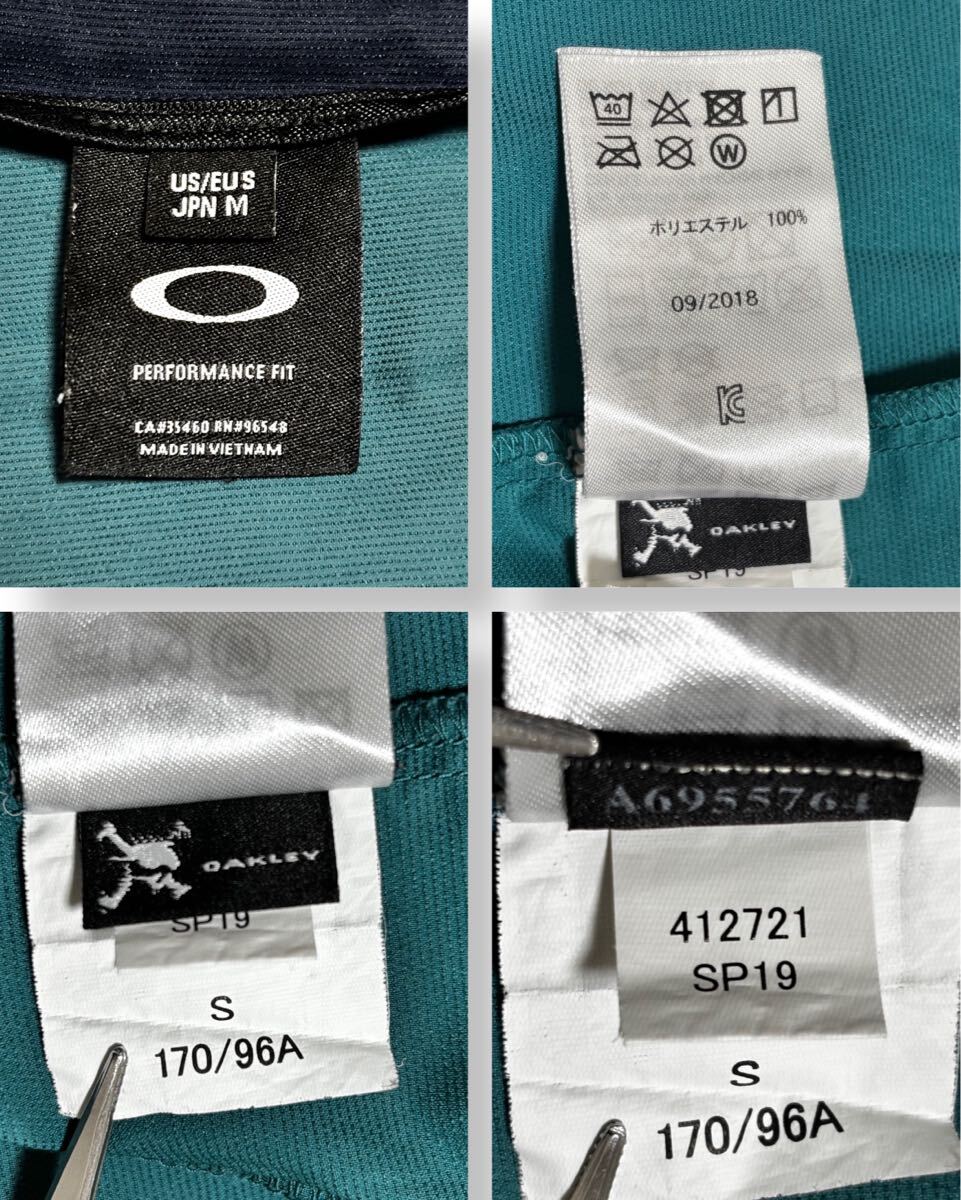 US/EU S
JPN M
PERFORMANCE FIT
CA#35460 RN#96548
MADE IN VIETNAM
40
W
ポリエステル 100%
09/2018
OAKLEY
SP19
OAKLEY
SP19
S
170/96A
A6955764
412721
SP19
S
170/96A